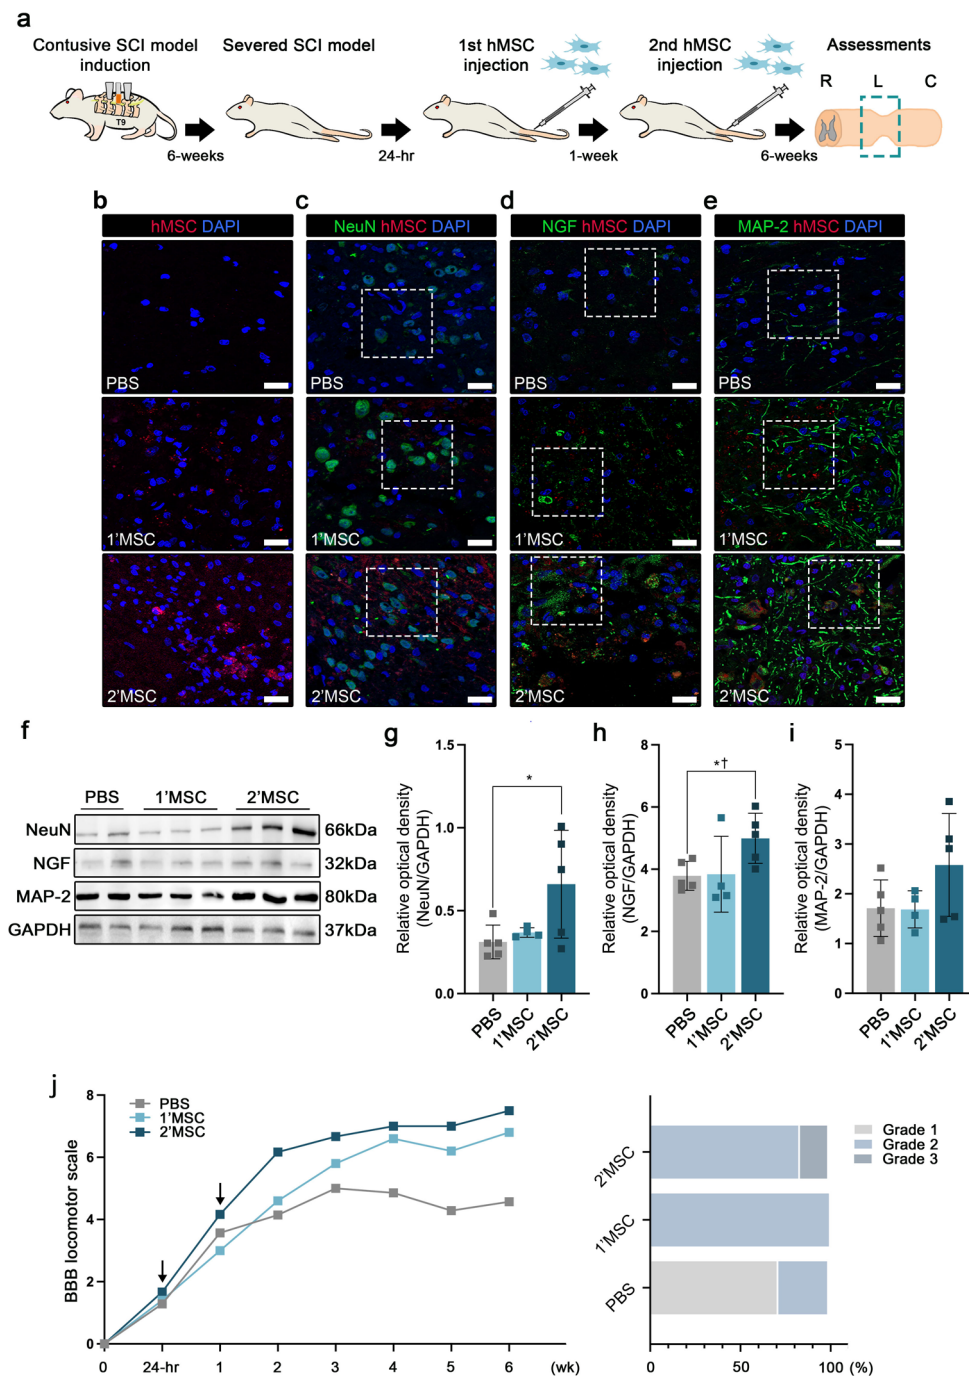 a
Contusive SCI model
induction
Severed SCI model
1st hMSC
injection
2nd hMSC
injection
Assessments
R
L
C
T9
6-weeks
24-hr
1-week
6-weeks
b
c
d
e
hMSC DAPI
NeuN hMSC DAPI
NGF hMSC DAPI
MAP-2 hMSC DAPI
PBS
PBS
PBS
PBS
1'MSC
1'MSC
1'MSC
1'MSC
2'MSC
2'MSC
2'MSC
2'MSC
f
PBS
1'MSC
2'MSC
NeuN
66kDa
NGF
32kDa
MAP-2
80kDa
GAPDH
37kDa
g
Relative optical density
(NeuN/GAPDH)
1.5
1.0
0.5
0.0
*
PBS
1'MSC
2'MSC
h
Relative optical density
(NGF/GAPDH)
8
6
4
2
0
*†
PBS
1'MSC
2'MSC
i
Relative optical density
(MAP-2/GAPDH)
5
4
3
2
1
0
PBS
1'MSC
2'MSC
j
BBB locomotor scale
8
6
4
2
0
PBS
1'MSC
2'MSC
0
24-hr
1
2
3
4
5
6
(wk)
2'MSC
1'MSC
PBS
0
50
100
(%)
Grade 1
Grade 2
Grade 3